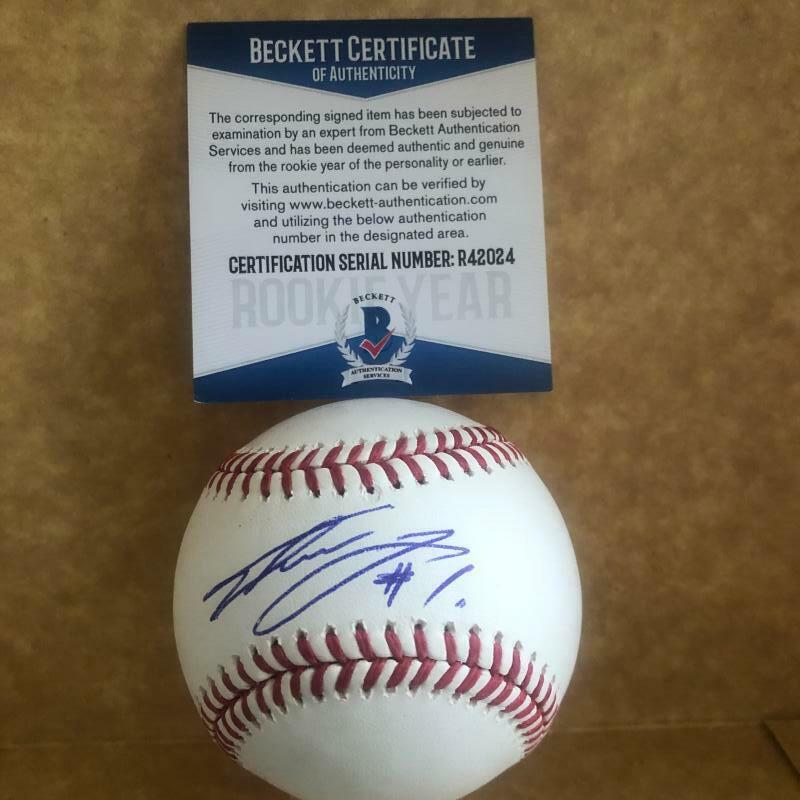 BECKETT CERTIFICATE
OF AUTHENTICITY
The corresponding signed item has been subjected to
examination by an expert from Beckett Authentication
Services and has been deemed authentic and genuine
from the rookie year of the personality or earlier.
This authentication can be verified by
visiting www.beckett-authentication.com
and utilizing the below authentication
number in the designated area.
CERTIFICATION SERIAL NUMBER: R42024
ROOKIE YEAR
BECKETT
B
AUTHENTICATION
SERVICES
#1.